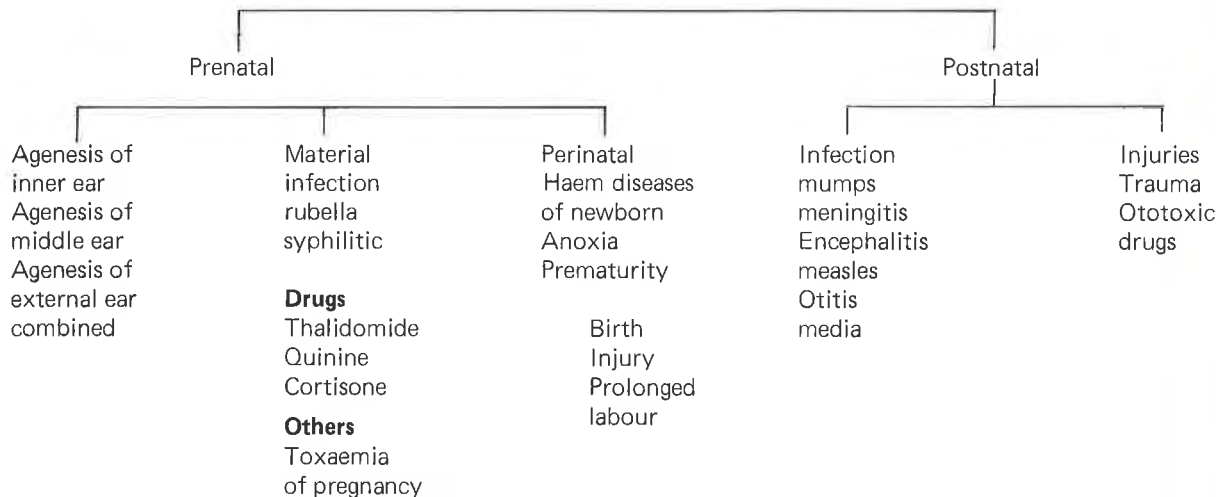 Prenatal
Postnatal
Agenesis of
inner ear
Agenesis of
middle ear
Agenesis of
external ear
combined
Material
infection
rubella
syphilitic
Drugs
Thalidomide
Quinine
Cortisone
Others
Toxaemia
of pregnancy
Perinatal
Haem diseases
of newborn
Anoxia
Prematurity
Birth
Injury
Prolonged
labour
Infection
mumps
meningitis
Encephalitis
measles
Otitis
media
Injuries
Trauma
Ototoxic
drugs